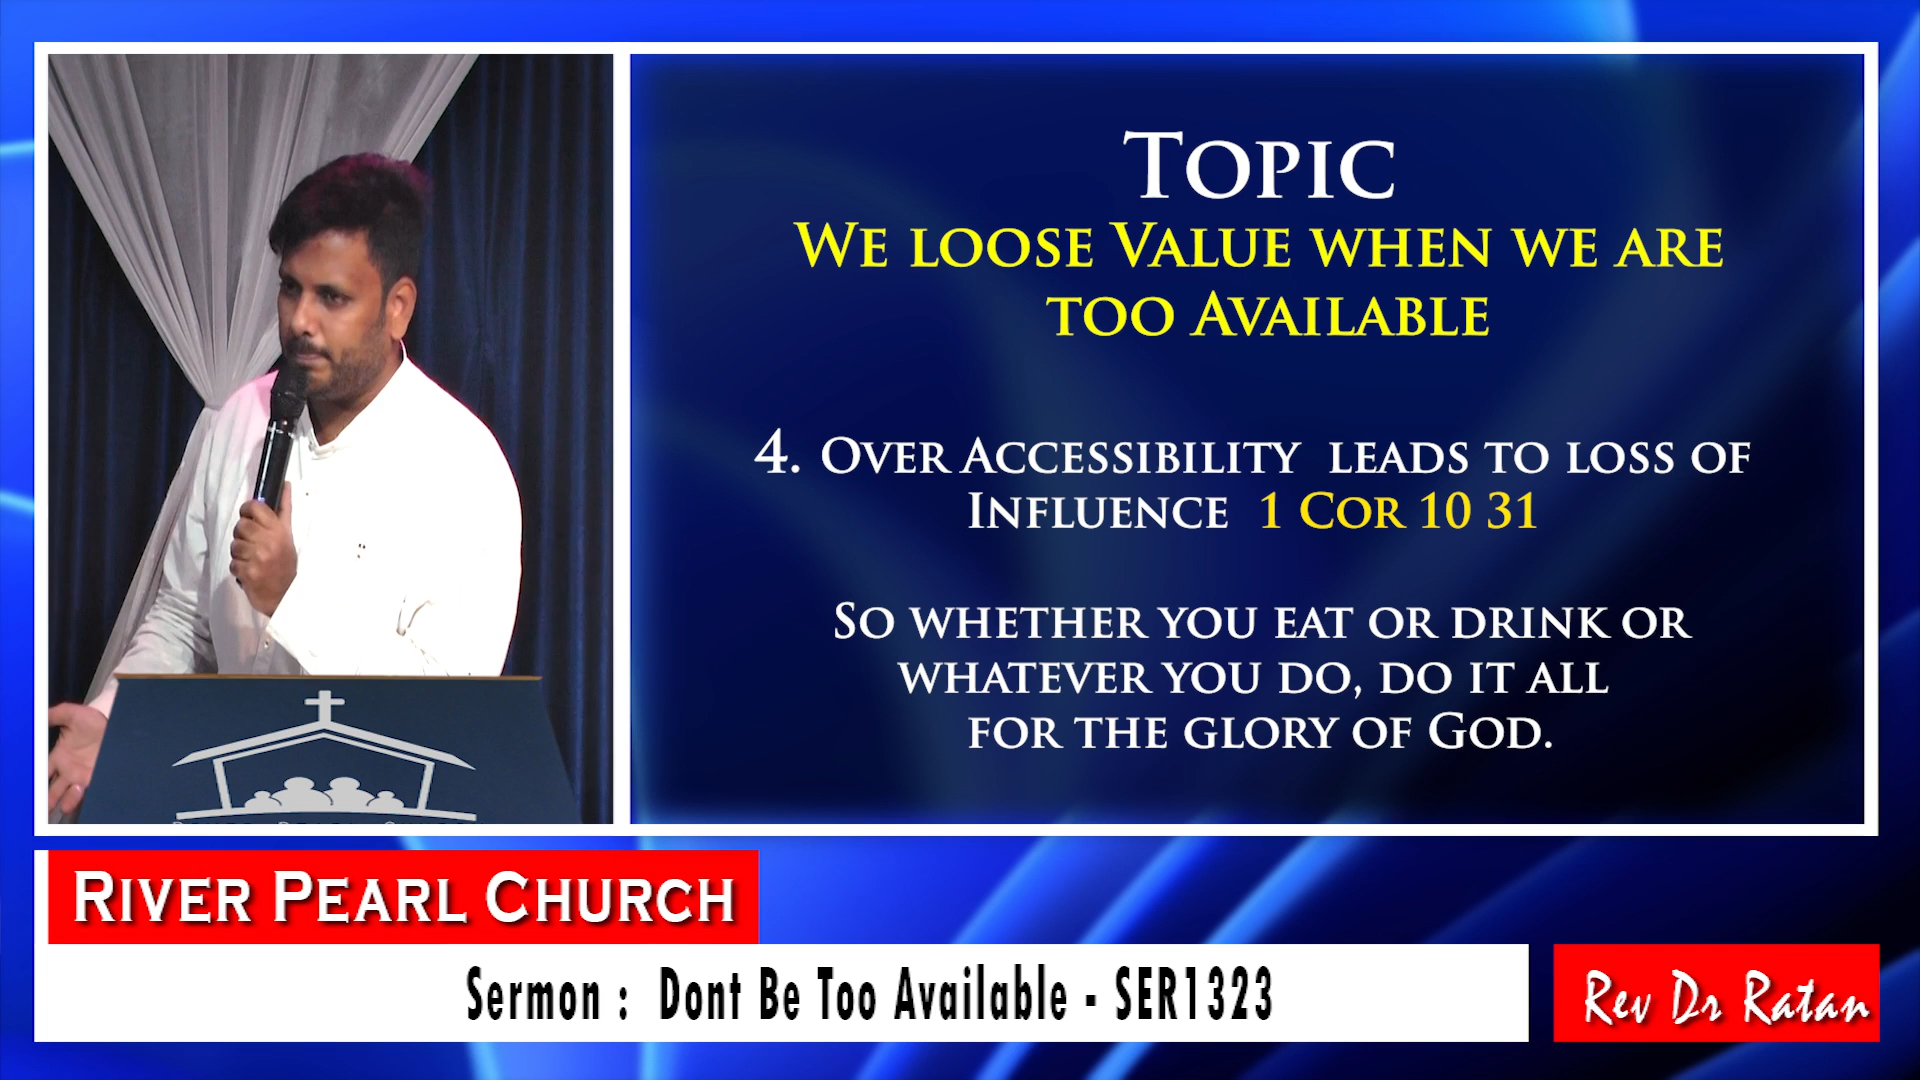 Topic
We loose Value when we are
too Available
4. Over Accessibility leads to loss of
Influence 1 Cor 10 31
So whether you eat or drink or
whatever you do, do it all
for the glory of God.
River Pearl Church
Sermon : Dont Be Too Available - SER1323
Rev Dr Ratan